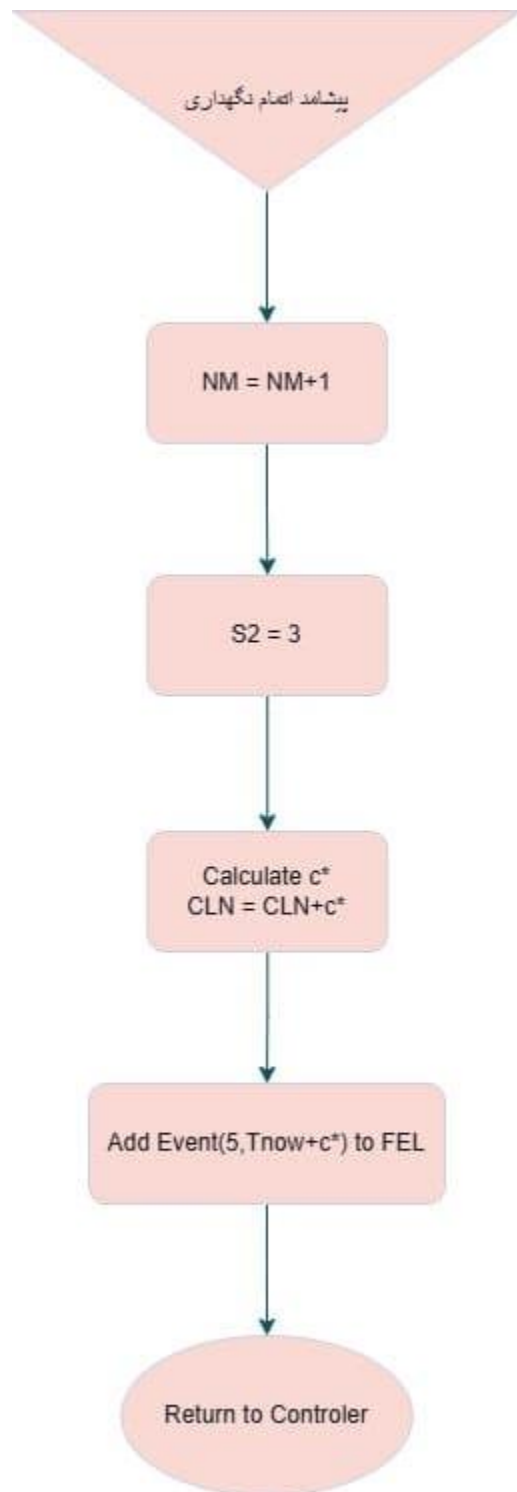 پیشامد اتمام نگهداری
NM = NM+1
S2 = 3
Calculate c*
CLN = CLN+c*
Add Event(5,Tnow+c*) to FEL
Return to Controler